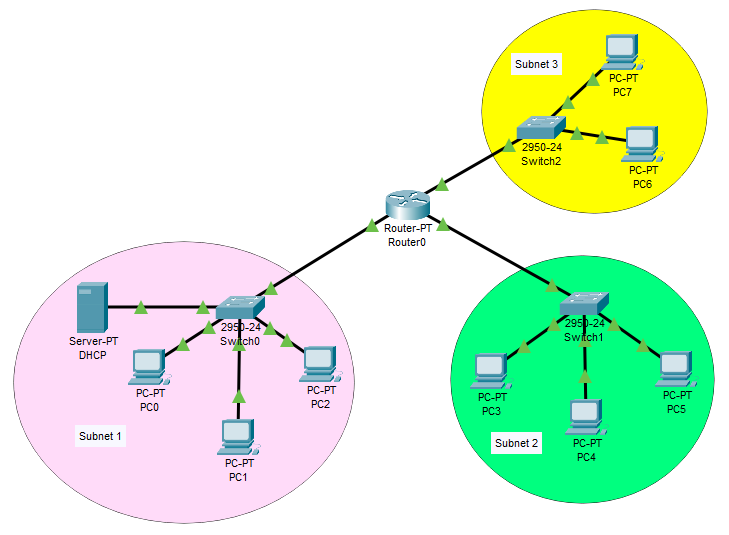 Subnet 3
PC-PT
PC7
2950-24
Switch2
PC-PT
PC6
Router-PT
Router0
Server-PT
DHCP
2950-24
Switch0
PC-PT
PC0
PC-PT
PC2
PC-PT
PC1
Subnet 1
2950-24
Switch1
PC-PT
PC3
PC-PT
PC5
PC-PT
PC4
Subnet 2